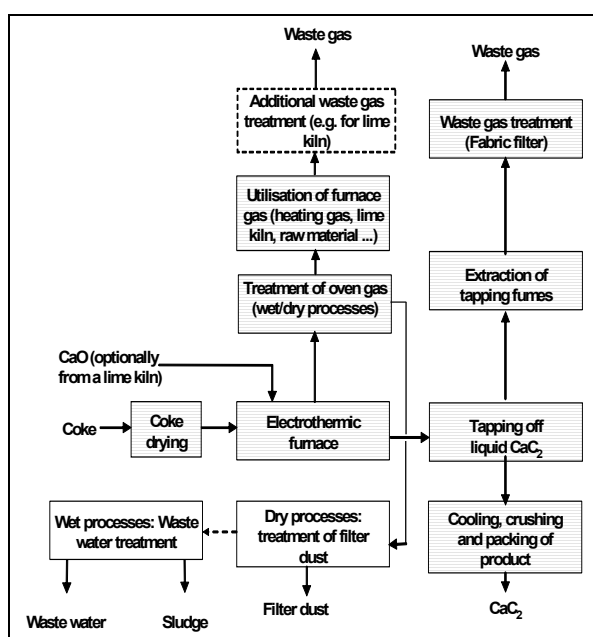 Waste gas
Waste gas
Additional waste gas
treatment (e.g. for lime
kiln)
Waste gas treatment
(Fabric filter)
Utilisation of furnace
gas (heating gas, lime
kiln, raw material ...)
Treatment of oven gas
(wet/dry processes)
Extraction of
tapping fumes
CaO (optionally
from a lime kiln)
Coke
Coke
drying
Electrothermic
furnace
Tapping off
liquid CaC₂
Wet processes: Waste
water treatment
Dry processes:
treatment of filter
dust
Cooling, crushing
and packing of
product
Waste water
Sludge
Filter dust
CaC₂